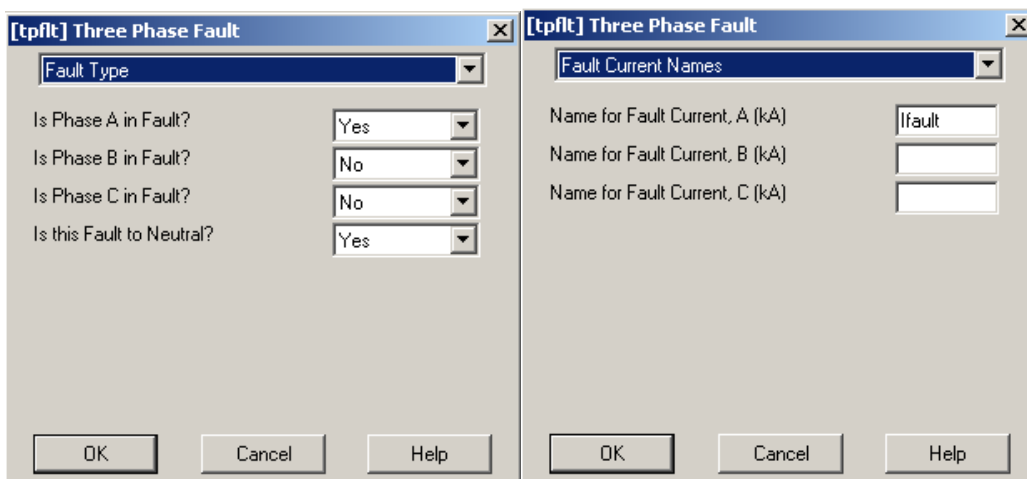 [tpflt] Three Phase Fault
Fault Type
Is Phase A in Fault? Yes
Is Phase B in Fault? No
Is Phase C in Fault? No
Is this Fault to Neutral? Yes
OK Cancel Help
[tpflt] Three Phase Fault
Fault Current Names
Name for Fault Current, A (kA) Ifault
Name for Fault Current, B (kA)
Name for Fault Current, C (kA)
OK Cancel Help